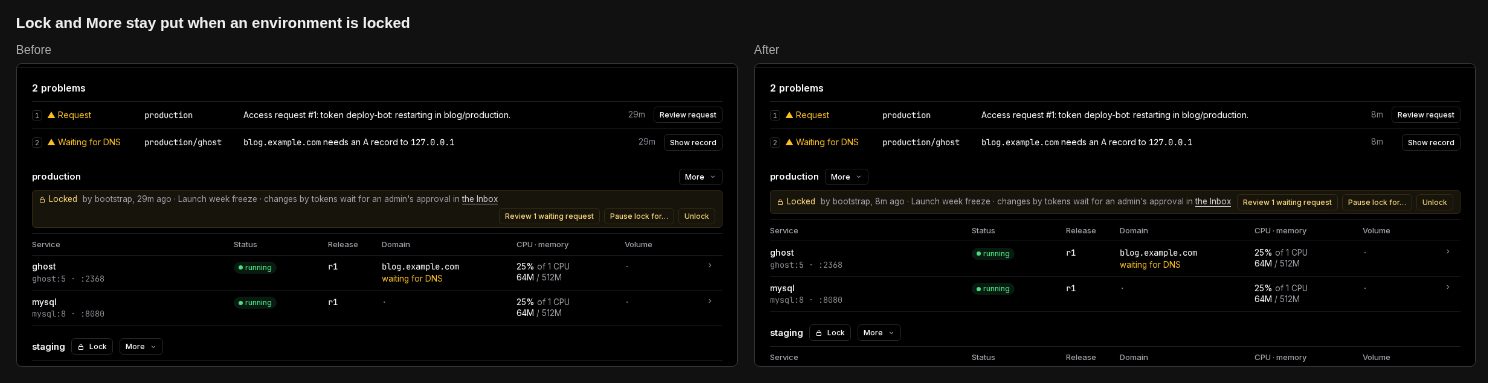 Lock and More stay put when an environment is locked
Before
2 problems
1 Request production Access request #1: token deploy-bot: restarting in blog/production. 29m Review request
2 Waiting for DNS production/ghost blog.example.com needs an A record to 127.0.0.1 29m Show record
production More
Locked by bootstrap, 29m ago · Launch week freeze · changes by tokens wait for an admin's approval in the Inbox
Review 1 waiting request Pause lock for... Unlock
Service Status Release Domain CPU · memory Volume
ghost running r1 blog.example.com 25% of 1 CPU - ›
ghost:5 - :2368 waiting for DNS 64M / 512M
mysql running r1 - 25% of 1 CPU - ›
mysql:8 - :8080 64M / 512M
staging Lock More
After
2 problems
1 Request production Access request #1: token deploy-bot: restarting in blog/production. 8m Review request
2 Waiting for DNS production/ghost blog.example.com needs an A record to 127.0.0.1 8m Show record
production More
Locked by bootstrap, 8m ago · Launch week freeze · changes by tokens wait for an admin's approval in the Inbox Review 1 waiting request Pause lock for... Unlock
Service Status Release Domain CPU · memory Volume
ghost running r1 blog.example.com 25% of 1 CPU - ›
ghost:5 - :2368 waiting for DNS 64M / 512M
mysql running r1 - 25% of 1 CPU - ›
mysql:8 - :8080 64M / 512M
staging Lock More
Service Status Release Domain CPU · memory Volume